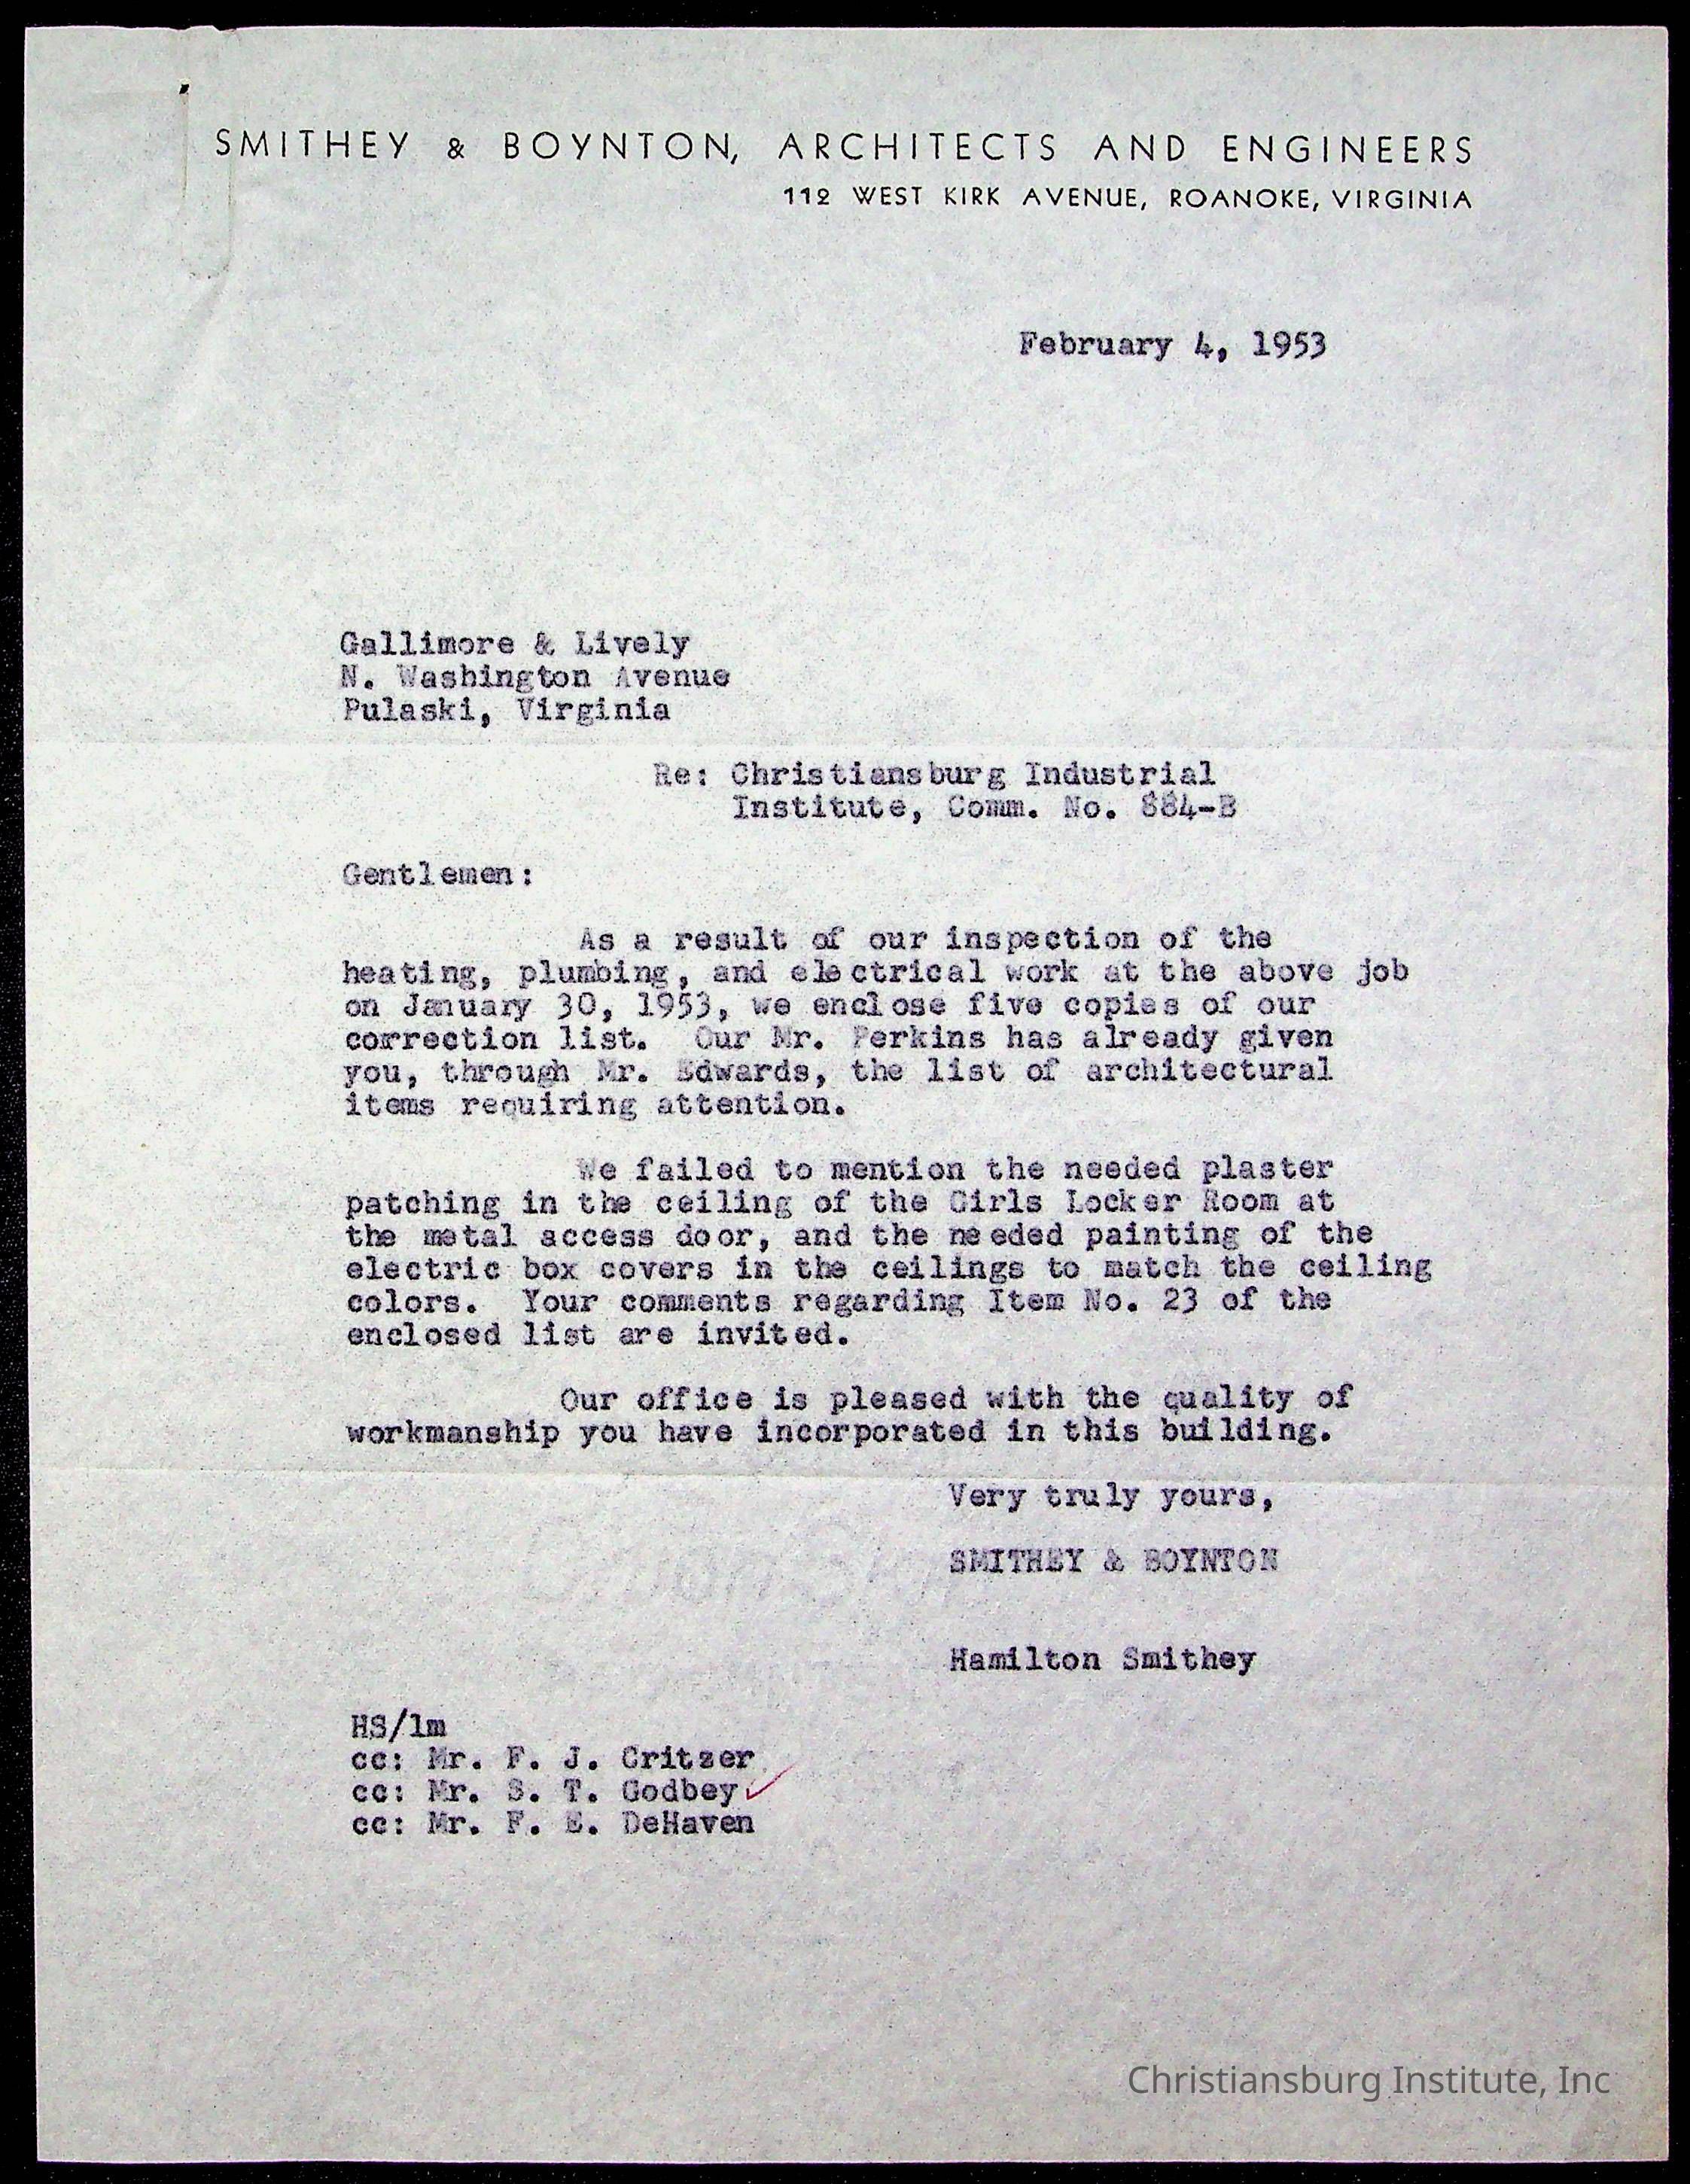 SMITHEY & BOYNTON, ARCHITECTS AND ENGINEERS
112 WEST KIRK AVENUE, ROANOKE, VIRGINIA
February 4, 1953
Gallimore & Lively
N. Washington Avenue
Pulaski, Virginia
Re: Christiansburg Industrial
Institute, Comm. No. 884-B
Gentlemen:
As a result of our inspection of the
heating, plumbing, and electrical work at the above job
on January 30, 1953, we enclose five copies of our
correction list. Our Mr. Perkins has already given
you, through Mr. Edwards, the list of architectural
items requiring attention.
We failed to mention the needed plaster
patching in the ceiling of the Girls Locker Room at
the metal access door, and the needed painting of the
electric box covers in the ceilings to match the ceiling
colors. Your comments regarding Item No. 23 of the
enclosed list are invited.
Our office is pleased with the quality of
workmanship you have incorporated in this building.
Very truly yours,
SMITHEY & BOYNTON
Hamilton Smithey
HS/lm
cc: Mr. F. J. Critzer
cc: Mr. S. T. Godbey
cc: Mr. F. E. DeHaven
Christiansburg Institute, Inc